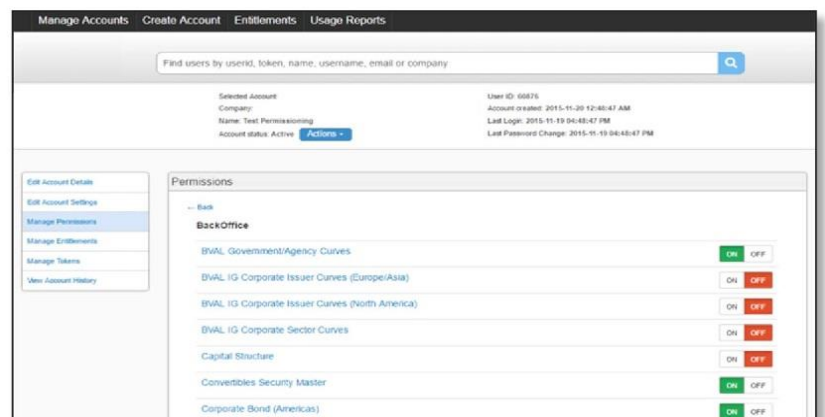 Manage Accounts Create Account Entitlements Usage Reports
Find users by userid, token, name, username, email or company
Selected Account
Company:
Name: Test Permissioning
Account status: Active Actions
User ID: 66876
Account created: 2015-11-20 12:48:47 AM
Last Login: 2015-11-19 04:48:47 PM
Last Password Change: 2015-11-19 04:48:47 PM
Edit Account Details
Edit Account Settings
Manage Permissions
Manage Entitlements
Manage Tokens
View Account History
Permissions
← Back
BackOffice
BVAL Government/Agency Curves ON OFF
BVAL IG Corporate Issuer Curves (Europe/Asia) ON OFF
BVAL IG Corporate Issuer Curves (North America) ON OFF
BVAL IG Corporate Sector Curves ON OFF
Capital Structure ON OFF
Convertibles Security Master ON OFF
Corporate Bond (Americas) ON OFF